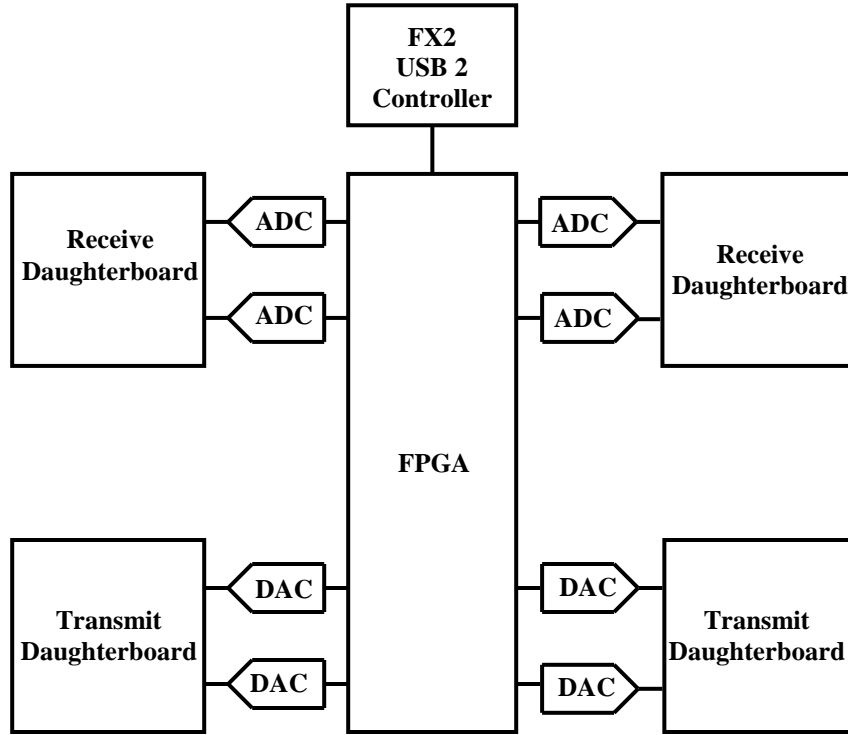 FX2
USB 2
Controller
ADC
ADC
Receive
Daughterboard
ADC
ADC
Receive
Daughterboard
FPGA
DAC
DAC
Transmit
Daughterboard
DAC
DAC
Transmit
Daughterboard